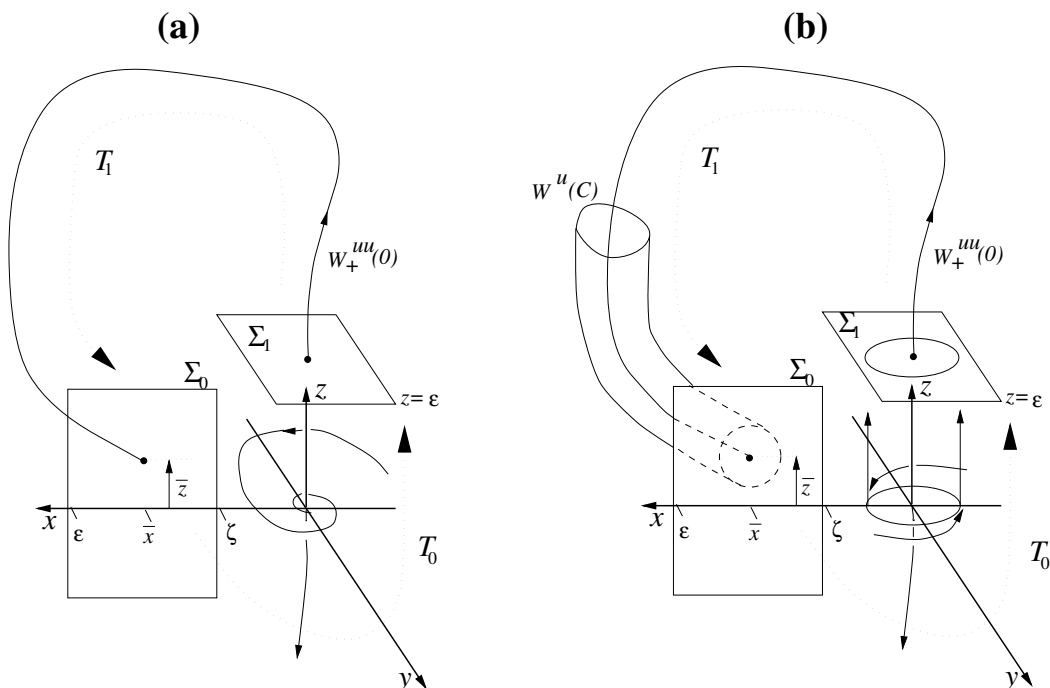 (a)
(b)
T₁
W₊ᵘᵘ(0)
Σ₁
Σ₀
z
z= ε
z̄
x
ε
x̄
ζ
T₀
y
T₁
Wᵘ(C)
W₊ᵘᵘ(0)
Σ₁
Σ₀
z
z= ε
z̄
x
ε
x̄
ζ
T₀
y